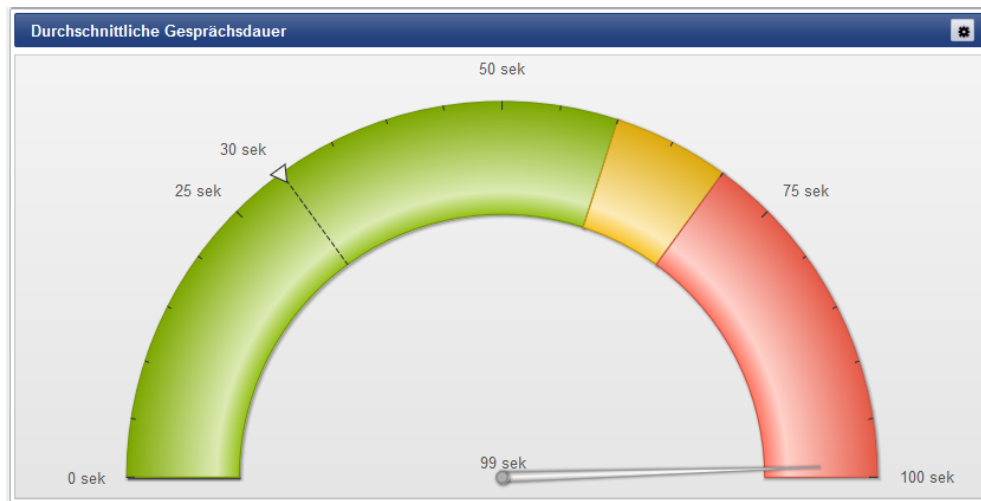 Durchschnittliche Gesprächsdauer
50 sek
30 sek
25 sek
75 sek
0 sek
99 sek
100 sek